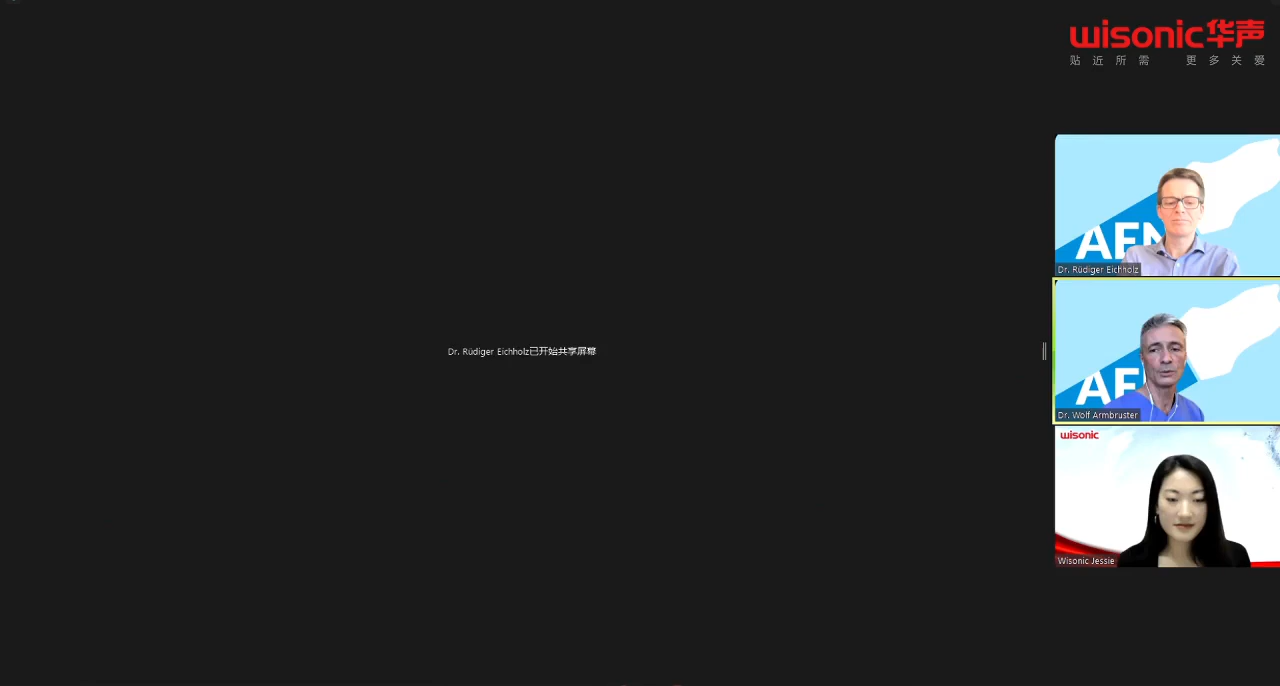 wisonic华声
贴近所需 更多关爱
AEN
Dr. Rüdiger Eichholz
Dr. Rüdiger Eichholz已开始共享屏幕
AE
Dr. Wolf Armbruster
wisonic
Wisonic Jessie